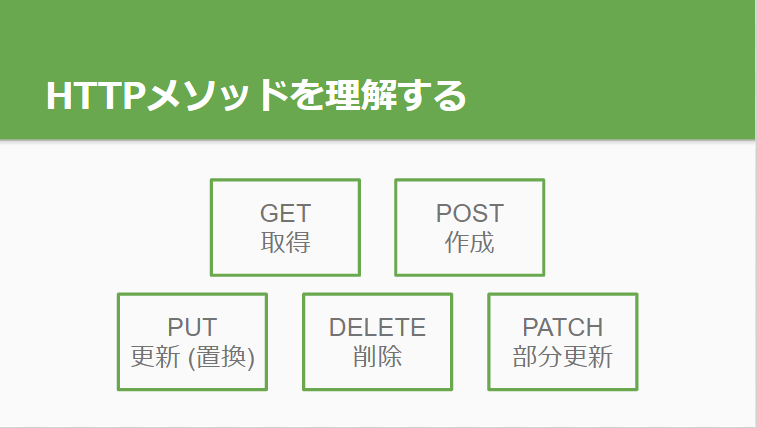 HTTPメソッドを理解する
GET
取得
POST
作成
PUT
更新 (置換)
DELETE
削除
PATCH
部分更新